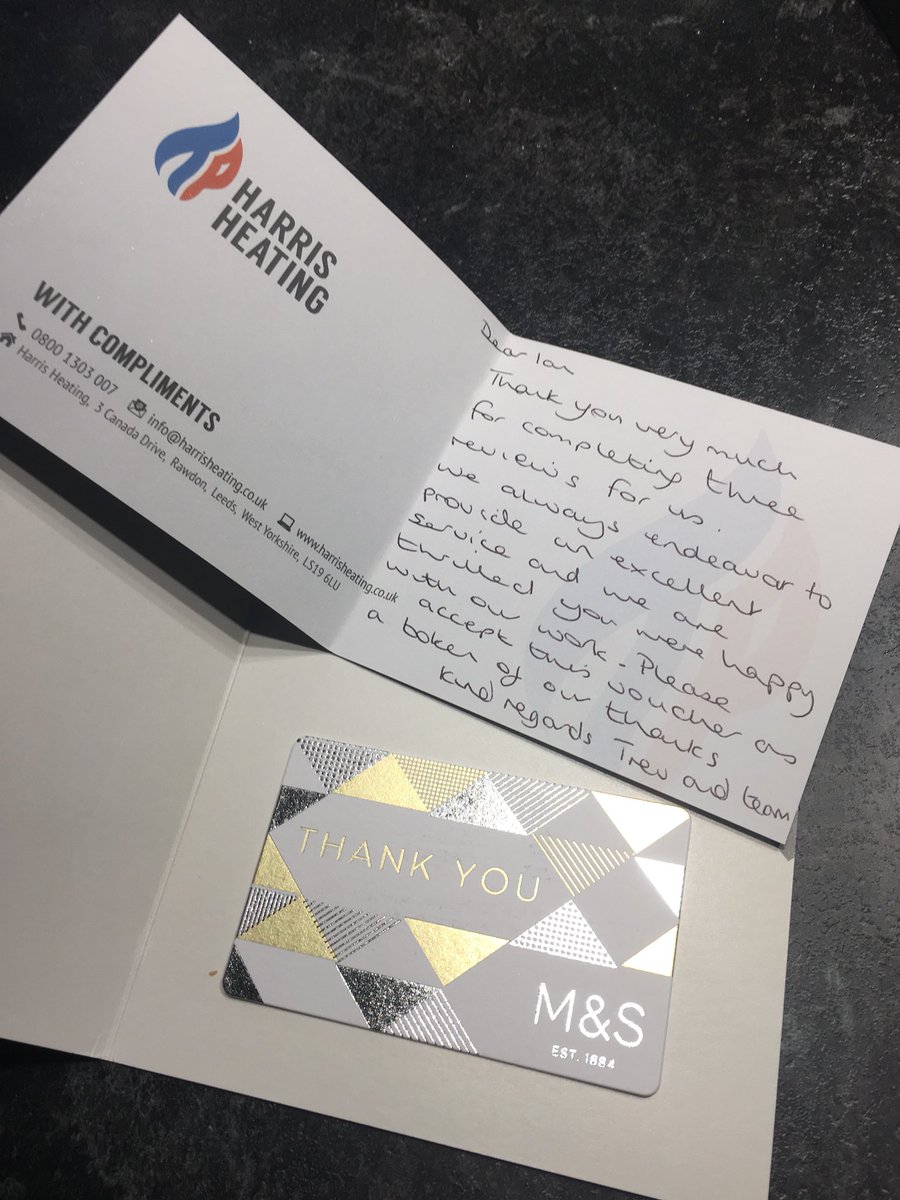 TP
HARRIS
HEATING
WITH COMPLIMENTS
0800 1303 007 info@harrisheating.co.uk www.harrisheating.co.uk
Harris Heating, 3 Canada Drive, Rawdon, Leeds, West Yorkshire, LS19 6LU
Dear Ian
Thank you very much
for completing three
review's for us.
we always endeavar to
provide an excellent
service and we are
thrilled you were happy
with our work. Please
accept this voucher as
a token of our thanks
kind regards Trev and team
THANK YOU
M&S
EST. 1884